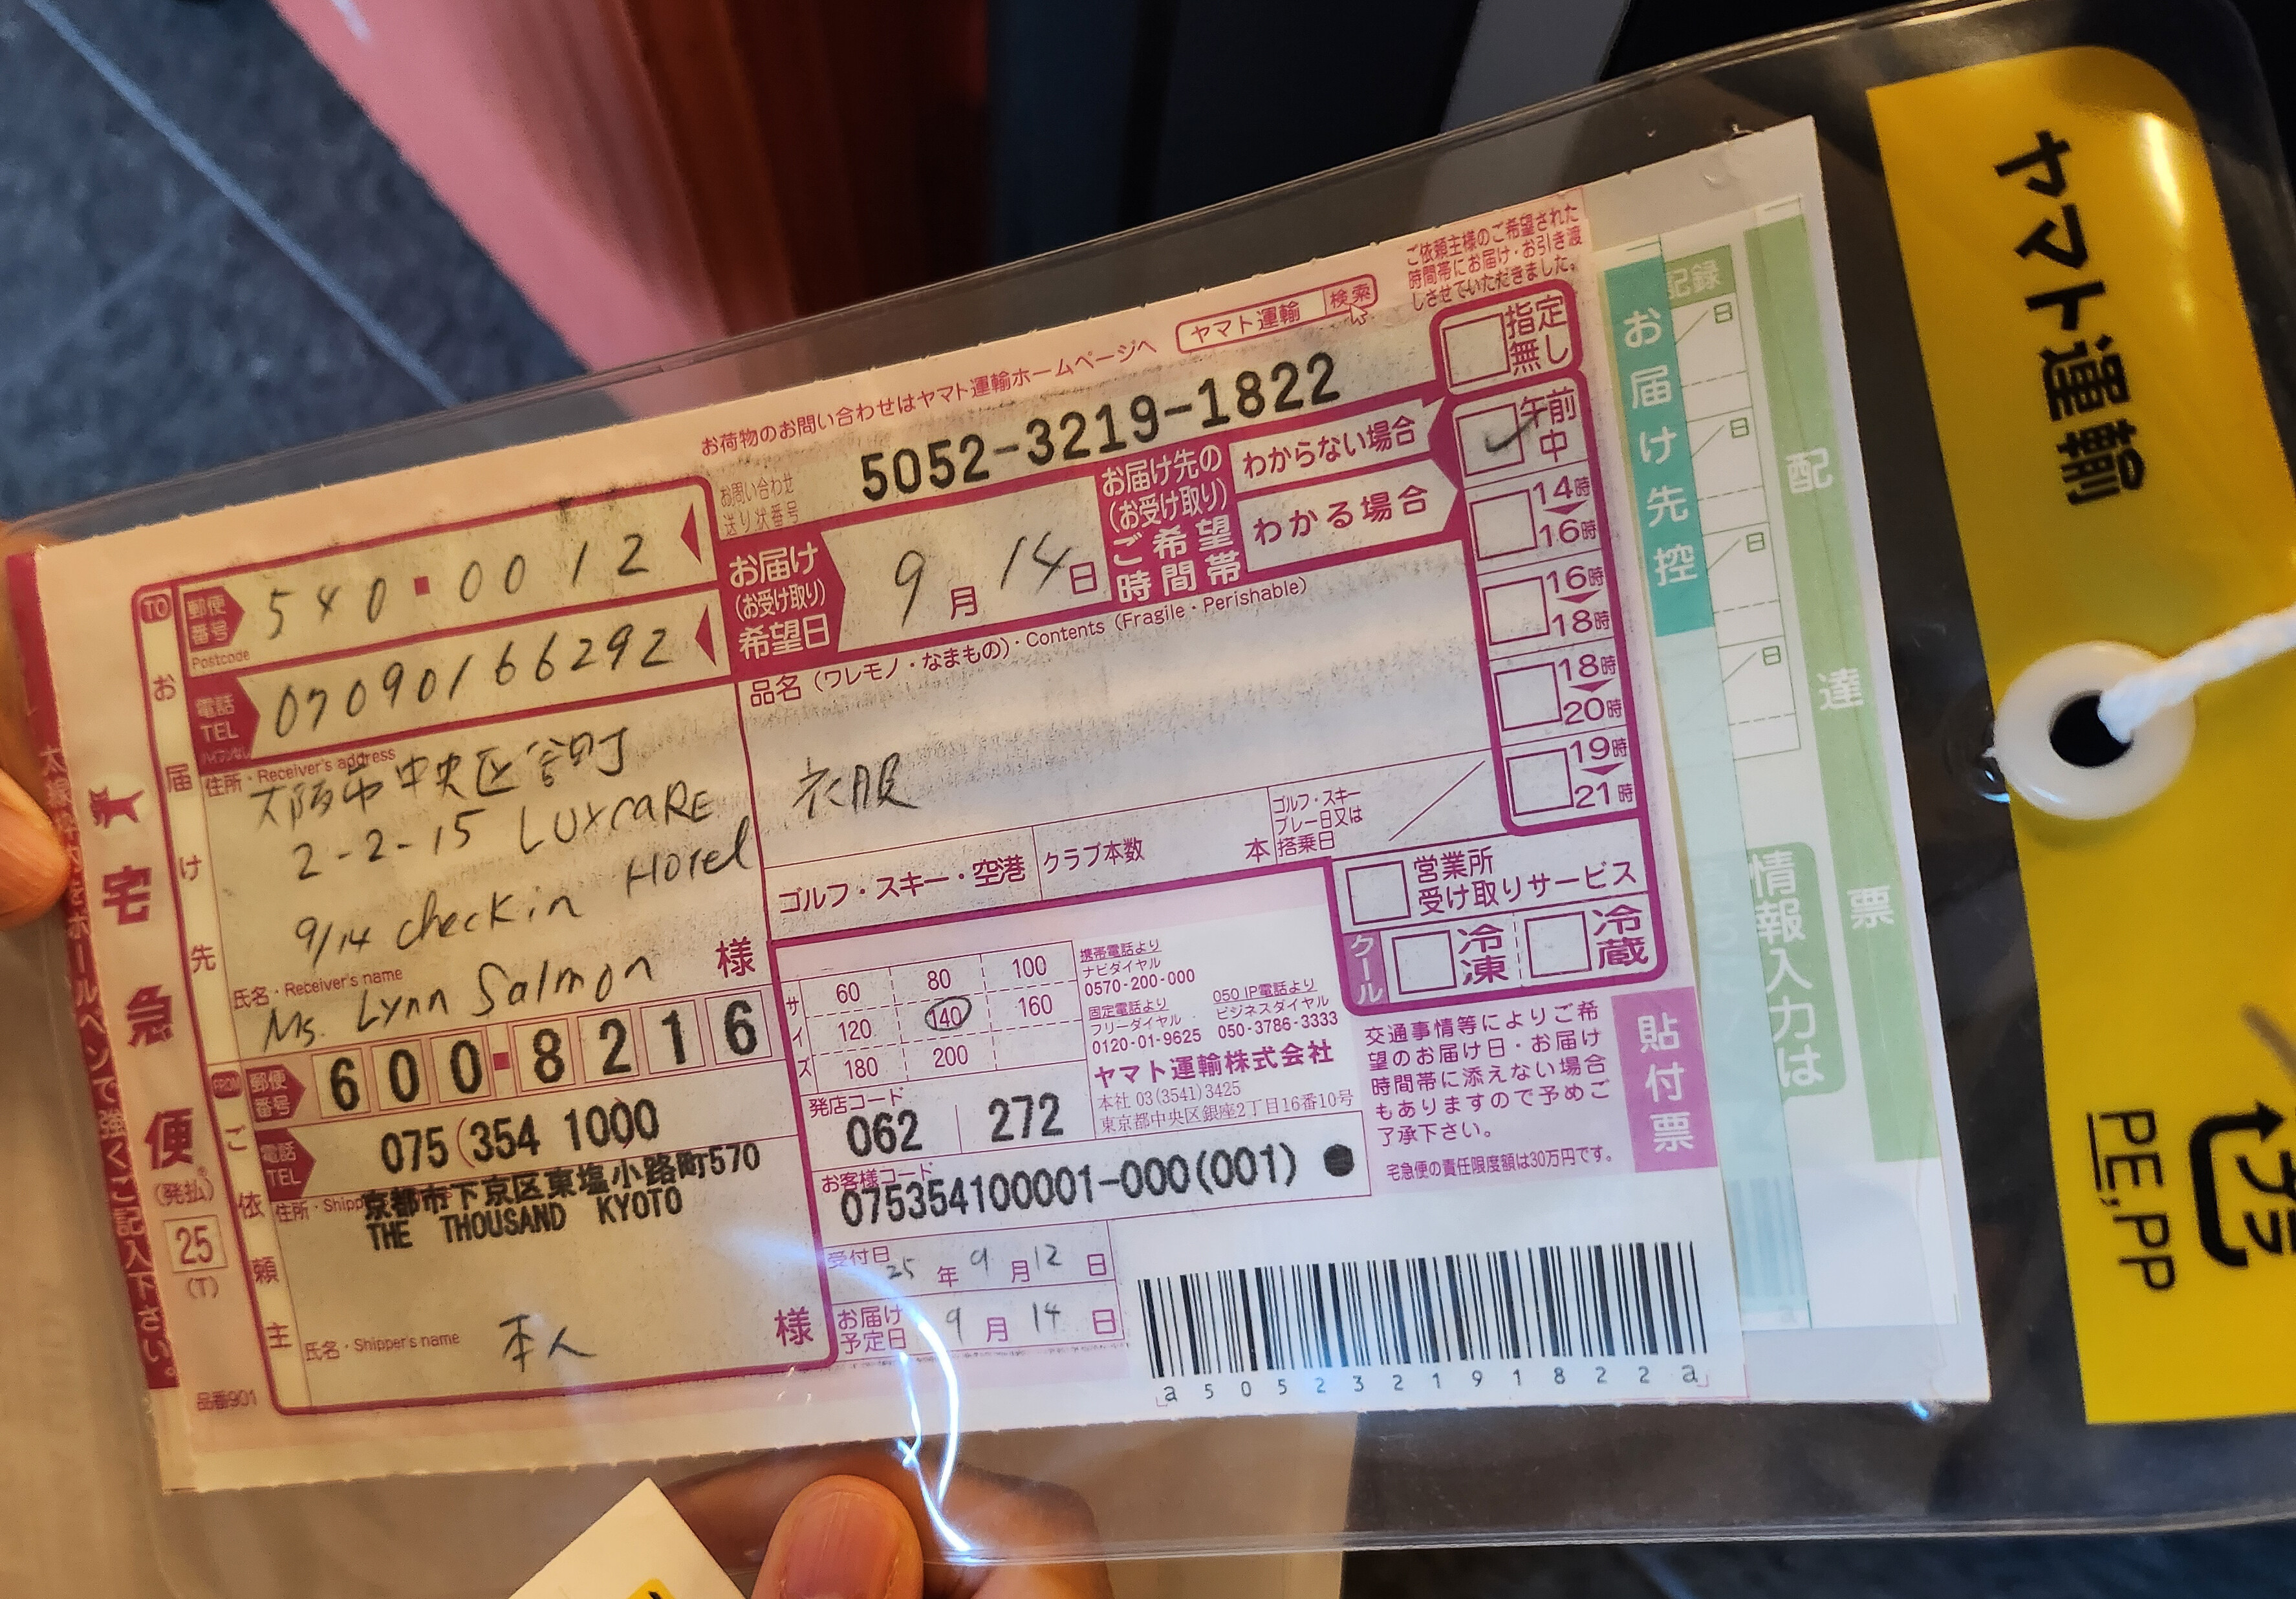 ご依頼主様のご希望された
時間帯にお届け・お引き渡
しさせていただきました。
お荷物のお問い合わせはヤマト運輸ホームページへ ヤマト運輸 検索
お問い合わせ
送り状番号
5052-3219-1822
TO
お届け先
郵便番号
Postcode
540-0012
電話
TEL
07090166292
住所・Receiver's address
大阪市中央区谷町
2-2-15 LUXCARE
Hotel
9/14 check in
氏名・Receiver's name
Ms. Lynn Salmon 様
お届け
(お受け取り)
希望日
9月14日
お届け先の
(お受け取り)
ご希望
時間帯
わからない場合
わかる場合
指定無し
午前中
14時
16時
16時
18時
18時
20時
19時
21時
品名(ワレモノ・なまもの)・Contents (Fragile・Perishable)
衣服
ゴルフ・スキー・空港
クラブ本数 本
ゴルフ・スキー
プレー日又は
搭乗日
営業所
受け取りサービス
クール
冷凍
冷蔵
FROM
ご依頼主
郵便番号
600-8216
電話
TEL
075(354 1000
京都市下京区東塩小路町570
THE THOUSAND KYOTO
氏名・Shipper's name
本人
様
品番901
サイズ
60 80 100
120 140 160
180 200
携帯電話より
ナビダイヤル
0570-200-000
固定電話より
フリーダイヤル
0120-01-9625
050 IP電話より
ビジネスダイヤル
050-3786-3333
ヤマト運輸株式会社
本社 03(3541)3425
東京都中央区銀座2丁目16番10号
発店コード
062 272
お客様コード
075354100001-000(001) ●
受付日
25年9月12日
お届け
予定日
9月14日
交通事情等によりご希
望のお届け日・お届け
時間帯に添えない場合
もありますので予めご
了承下さい。
宅急便の責任限度額は30万円です。
貼付票
a505232191822a
宅急便
(発払)
25
(T)
お届け先控
記録
日
日
日
日
配達票
情報入力は
ヤマト運輸
プラ
PE,PP